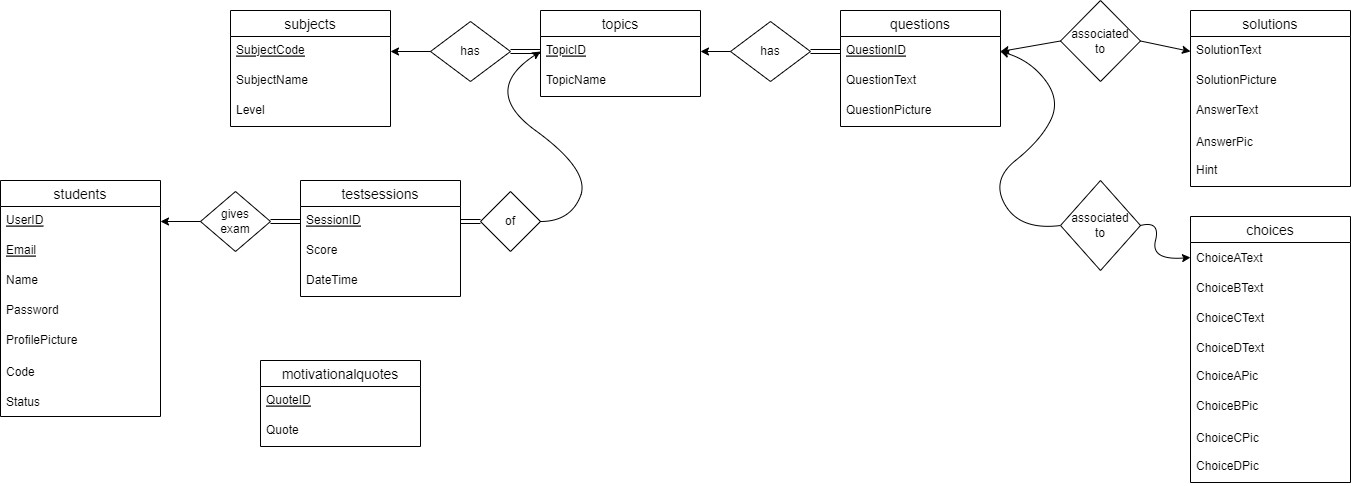 subjects
SubjectCode
SubjectName
Level
has
topics
TopicID
TopicName
has
questions
QuestionID
QuestionText
QuestionPicture
associated
to
solutions
SolutionText
SolutionPicture
AnswerText
AnswerPic
Hint
students
UserID
Email
Name
Password
ProfilePicture
Code
Status
gives
exam
testsessions
SessionID
Score
DateTime
of
associated
to
choices
ChoiceAText
ChoiceBText
ChoiceCText
ChoiceDText
ChoiceAPic
ChoiceBPic
ChoiceCPic
ChoiceDPic
motivationalquotes
QuoteID
Quote